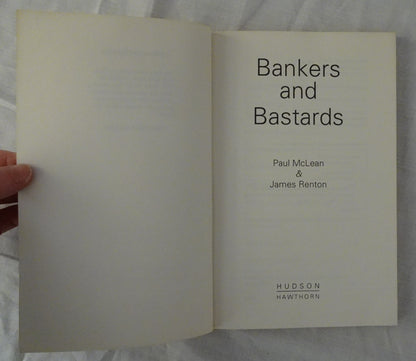 Bankers
and
Bastards
Paul McLean
&
James Renton
HUDSON
HAWTHORN